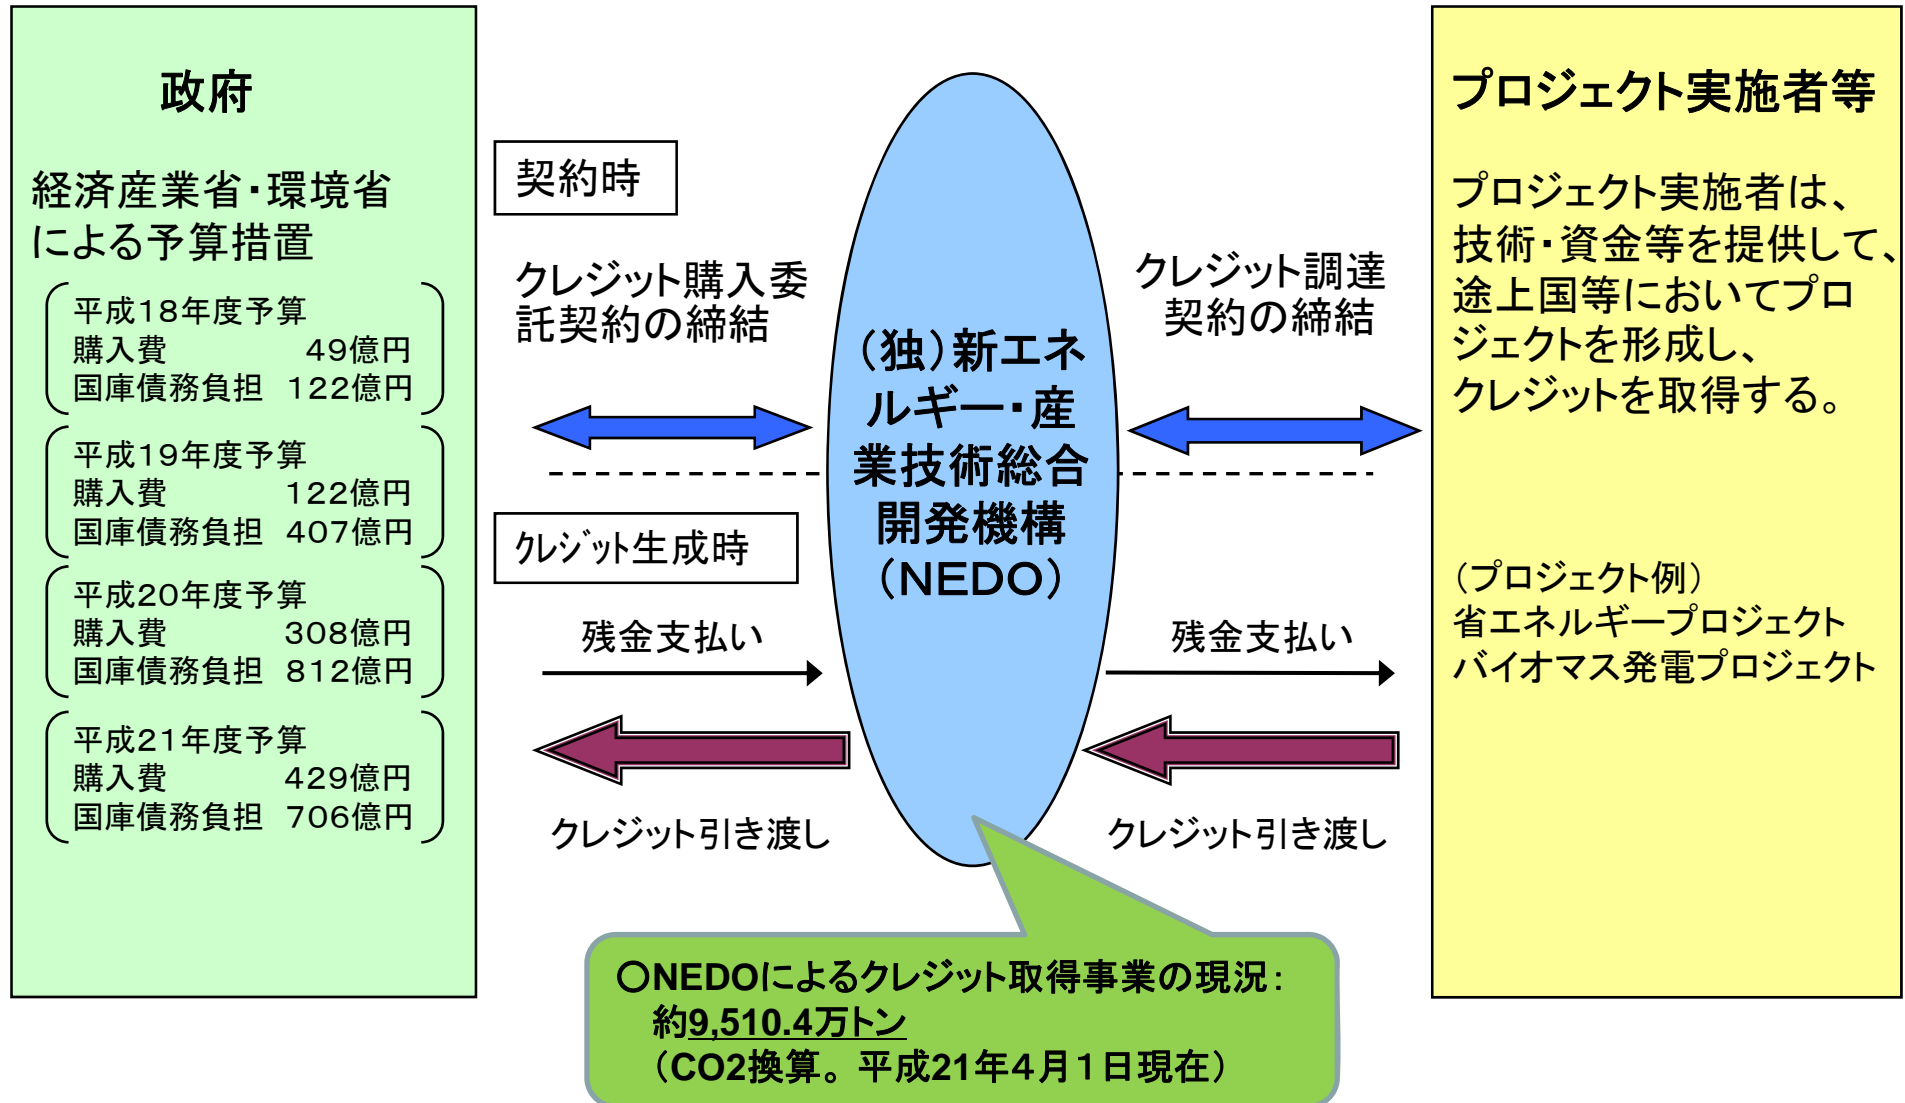 政府
経済産業省・環境省
による予算措置
平成18年度予算
購入費 49億円
国庫債務負担 122億円
平成19年度予算
購入費 122億円
国庫債務負担 407億円
平成20年度予算
購入費 308億円
国庫債務負担 812億円
平成21年度予算
購入費 429億円
国庫債務負担 706億円
契約時
クレジット購入委
託契約の締結
クレジット生成時
残金支払い
クレジット引き渡し
(独)新エネ
ルギー・産
業技術総合
開発機構
(NEDO)
クレジット調達
契約の締結
残金支払い
クレジット引き渡し
プロジェクト実施者等
プロジェクト実施者は、
技術・資金等を提供して、
途上国等においてプロ
ジェクトを形成し、
クレジットを取得する。
(プロジェクト例)
省エネルギープロジェクト
バイオマス発電プロジェクト
○NEDOによるクレジット取得事業の現況:
約9,510.4万トン
(CO2換算。平成21年4月1日現在)